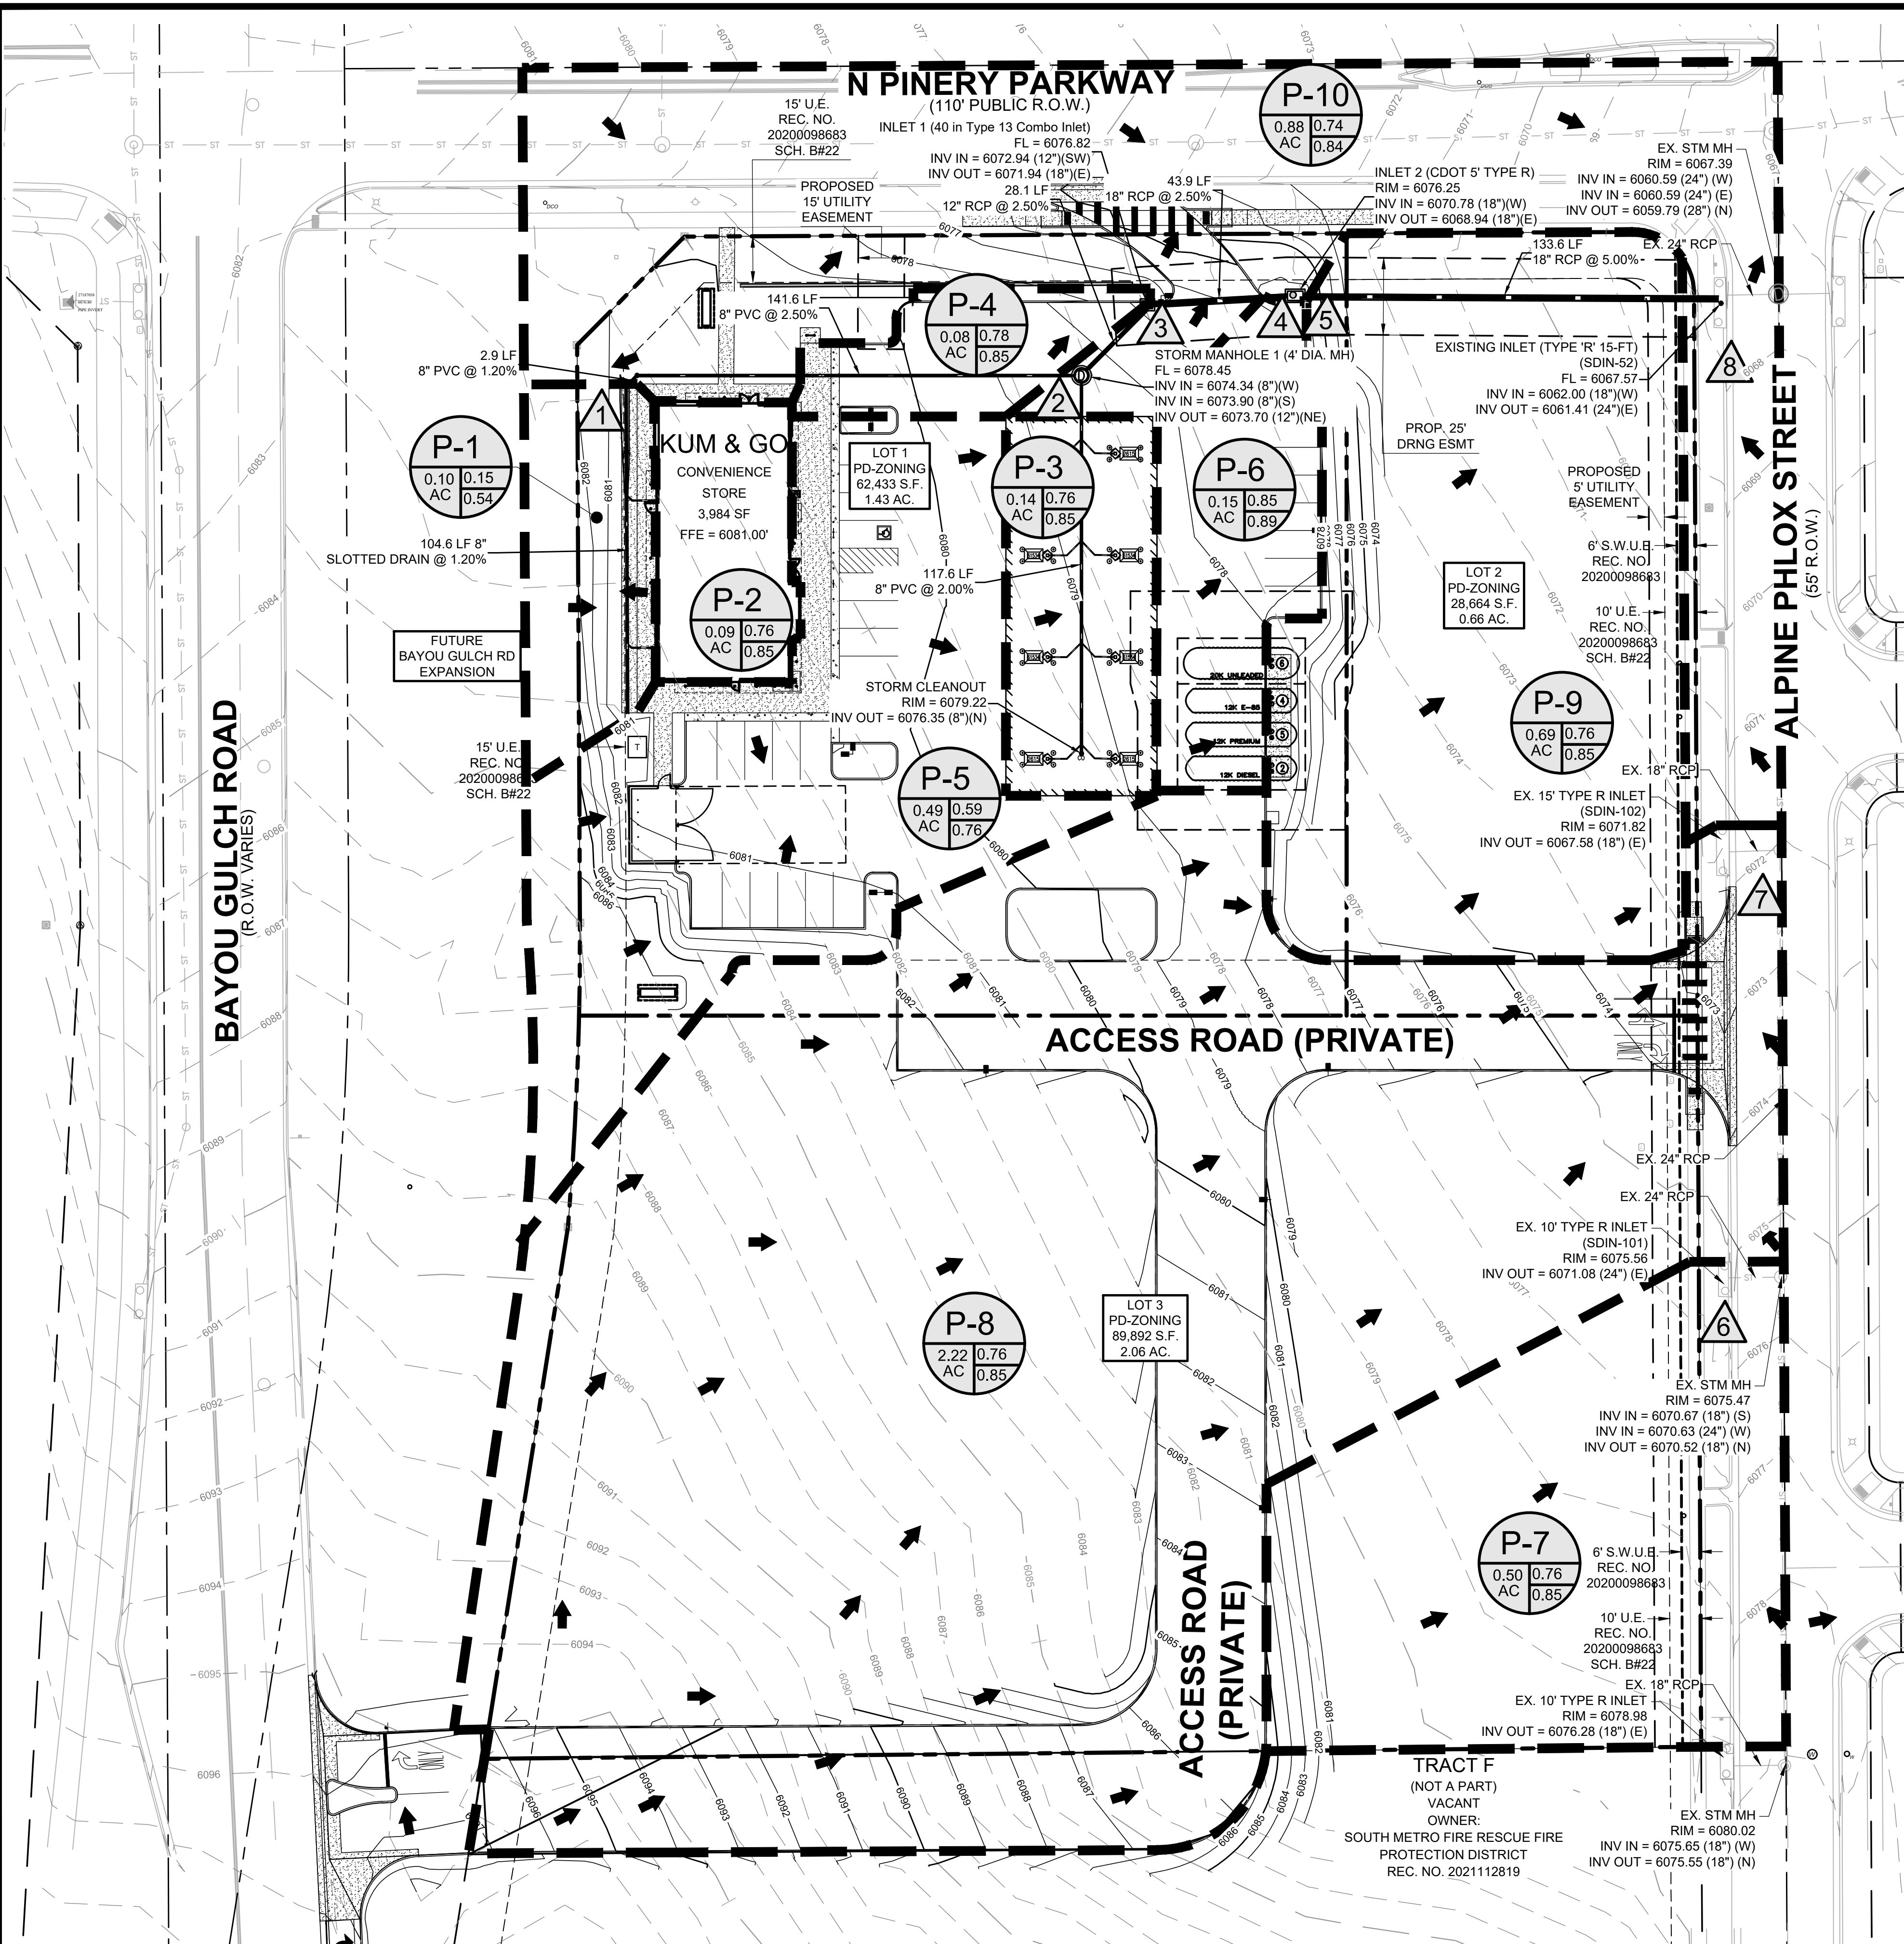 N PINERY PARKWAY
(110' PUBLIC R.O.W.)
15' U.E.
REC. NO.
20200098683
SCH. B#22
INLET 1 (40 in Type 13 Combo Inlet)
FL = 6076.82
INV IN = 6072.94 (12")(SW)
INV OUT = 6071.94 (18")(E)
28.1 LF
12" RCP @ 2.50%
43.9 LF
18" RCP @ 2.50%
P-10
0.88
AC
0.74
0.84
INLET 2 (CDOT 5' TYPE R)
RIM = 6076.25
INV IN = 6070.78 (18")(W)
INV OUT = 6068.94 (18")(E)
EX. STM MH
RIM = 6067.39
INV IN = 6060.59 (24") (W)
INV IN = 6060.59 (24") (E)
INV OUT = 6059.79 (28") (N)
PROPOSED
15' UTILITY
EASEMENT
133.6 LF
18" RCP @ 5.00%
EX. 24" RCP
141.6 LF
8" PVC @ 2.50%
P-4
0.08
AC
0.78
0.85
3
4
5
2.9 LF
8" PVC @ 1.20%
STORM MANHOLE 1 (4' DIA. MH)
FL = 6078.45
INV IN = 6074.34 (8")(W)
INV IN = 6073.90 (8")(S)
INV OUT = 6073.70 (12")(NE)
EXISTING INLET (TYPE 'R' 15-FT)
(SDIN-52)
FL = 6067.57
INV IN = 6062.00 (18")(W)
INV OUT = 6061.41 (24")(E)
8
1
2
D
PROP. 25'
DRNG ESMT
P-1
0.10
AC
0.15
0.54
KUM & GO
CONVENIENCE
STORE
3,984 SF
FFE = 6081.00'
LOT 1
PD-ZONING
62,433 S.F.
1.43 AC.
P-3
0.14
AC
0.76
0.85
P-6
0.15
AC
0.85
0.89
PROPOSED
5' UTILITY
EASEMENT
ALPINE PHLOX STREET
(55' R.O.W.)
104.6 LF 8"
SLOTTED DRAIN @ 1.20%
117.6 LF
8" PVC @ 2.00%
6' S.W.U.E.
REC. NO.
20200098683
LOT 2
PD-ZONING
28,664 S.F.
0.66 AC.
10' U.E.
REC. NO.
20200098683
SCH. B#22
P-2
0.09
AC
0.76
0.85
FUTURE
BAYOU GULCH RD
EXPANSION
20K UNLEADED
6
12K E-85
4
12K PREMIUM
5
12K DIESEL
2
STORM CLEANOUT
RIM = 6079.22
INV OUT = 6076.35 (8")(N)
P-9
0.69
AC
0.76
0.85
15' U.E.
REC. NO.
20200098683
SCH. B#22
T
P-5
0.49
AC
0.59
0.76
EX. 18" RCP
EX. 15' TYPE R INLET
(SDIN-102)
RIM = 6071.82
INV OUT = 6067.58 (18") (E)
7
BAYOU GULCH ROAD
(R.O.W. VARIES)
ACCESS ROAD (PRIVATE)
EX. 24" RCP
EX. 24" RCP
EX. 10' TYPE R INLET
(SDIN-101)
RIM = 6075.56
INV OUT = 6071.08 (24") (E)
6
P-8
2.22
AC
0.76
0.85
LOT 3
PD-ZONING
89,892 S.F.
2.06 AC.
EX. STM MH
RIM = 6075.47
INV IN = 6070.67 (18") (S)
INV IN = 6070.63 (24") (W)
INV OUT = 6070.52 (18") (N)
ACCESS ROAD
(PRIVATE)
P-7
0.50
AC
0.76
0.85
6' S.W.U.E.
REC. NO.
20200098683
10' U.E.
REC. NO.
20200098683
SCH. B#22
EX. 18" RCP
EX. 10' TYPE R INLET
RIM = 6078.98
INV OUT = 6076.28 (18") (E)
TRACT F
(NOT A PART)
VACANT
OWNER:
SOUTH METRO FIRE RESCUE FIRE
PROTECTION DISTRICT
REC. NO. 2021112819
EX. STM MH
RIM = 6080.02
INV IN = 6075.65 (18") (W)
INV OUT = 6075.55 (18") (N)